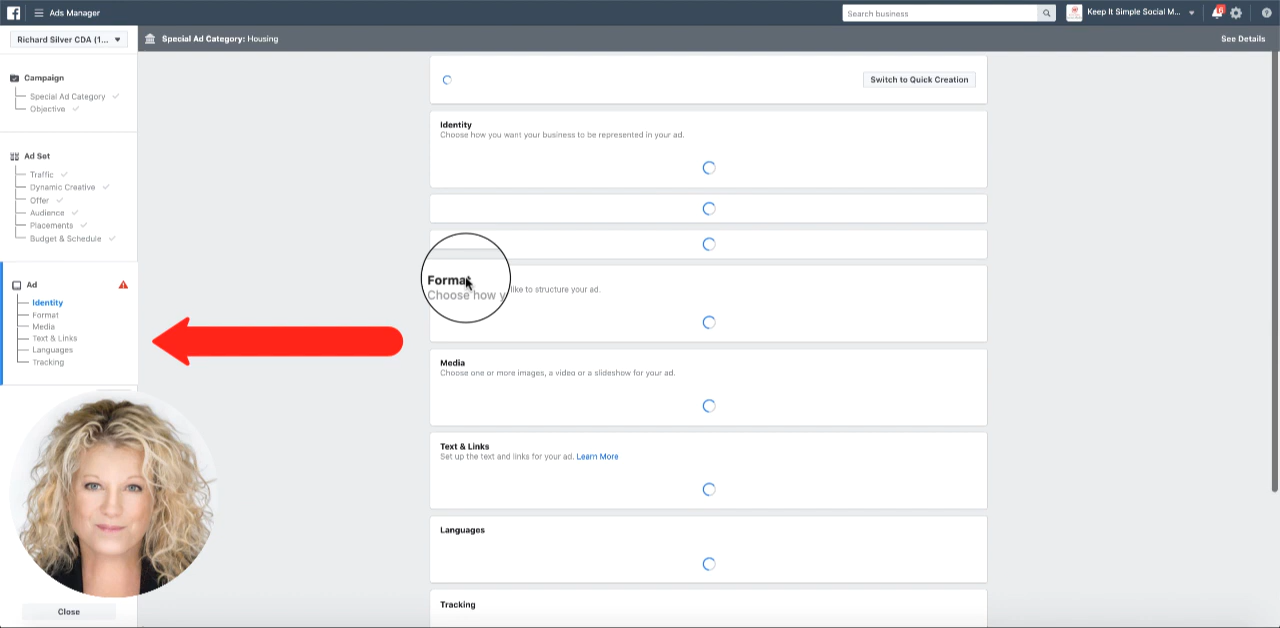 Ads Manager
Search business
Keep It Simple Social M...
Richard Silver CDA (1...
Special Ad Category: Housing
See Details
Campaign
Special Ad Category
Objective
Ad Set
Traffic
Dynamic Creative
Offer
Audience
Placements
Budget & Schedule
Ad
Identity
Format
Media
Text & Links
Languages
Tracking
Close
Switch to Quick Creation
Identity
Choose how you want your business to be represented in your ad.
Format
Choose how y like to structure your ad.
Media
Choose one or more images, a video or a slideshow for your ad.
Text & Links
Set up the text and links for your ad. Learn More
Languages
Tracking